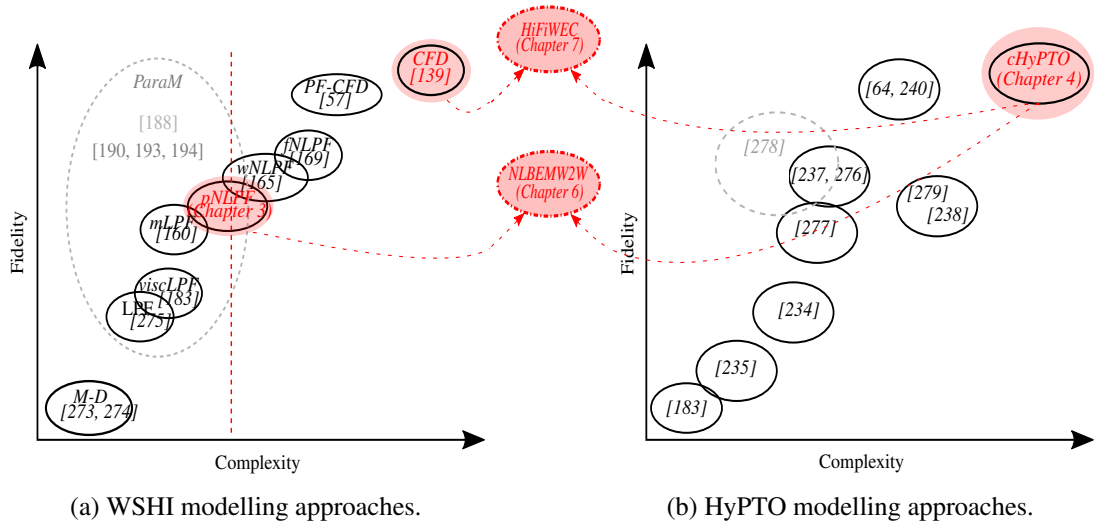 HiFiWEC
(Chapter 7)
CFD
[139]
cHyPTO
(Chapter 4)
ParaM
PF-CFD
[57]
[64, 240]
[188]
[190, 193, 194]
fNLPF
[169]
[278]
wNLPF
[165]
NLBEMW2W
(Chapter 6)
[237, 276]
pNLPF
(Chapter 3)
[279]
[238]
mLPF
[160]
[277]
Fidelity
Fidelity
viscLPF
[183]
LPF
[275]
[234]
[235]
M-D
[273, 274]
[183]
Complexity
Complexity
(a) WSHI modelling approaches.
(b) HyPTO modelling approaches.